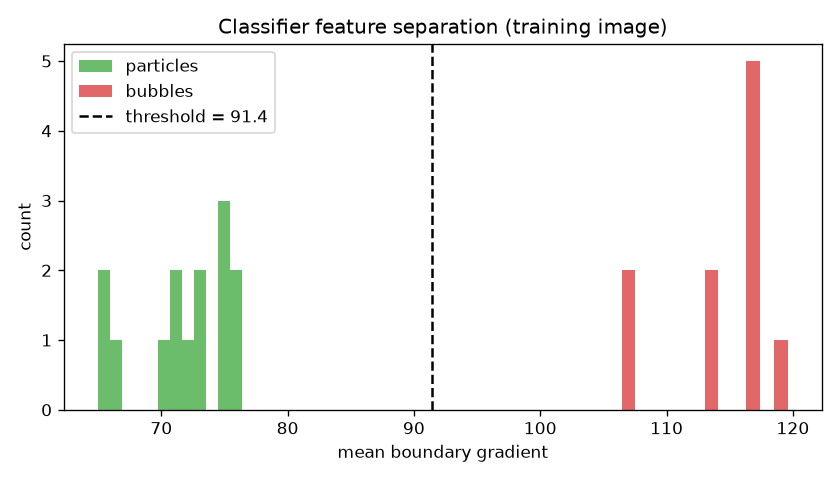 Classifier feature separation (training image)
particles
bubbles
threshold = 91.4
count
5
4
3
2
1
0
70 80 90 100 110 120
mean boundary gradient